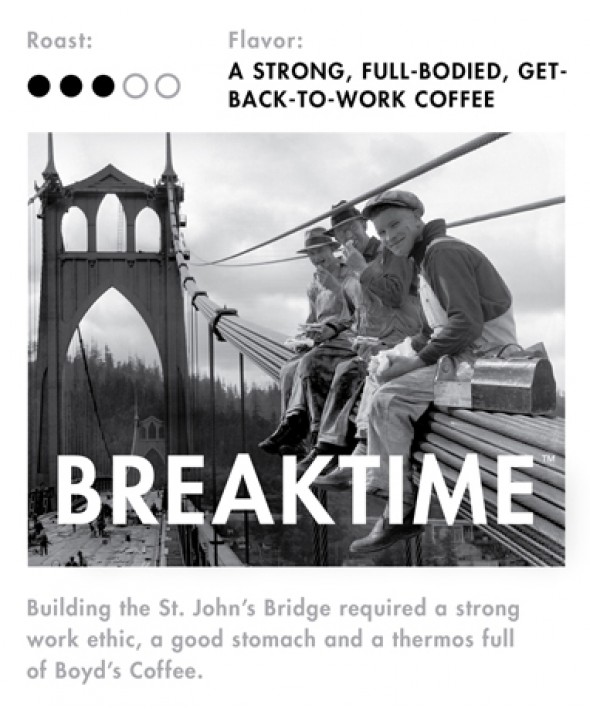 Roast:
Flavor:
A STRONG, FULL-BODIED, GET-
BACK-TO-WORK COFFEE
BREAKTIME™
Building the St. John's Bridge required a strong
work ethic, a good stomach and a thermos full
of Boyd's Coffee.